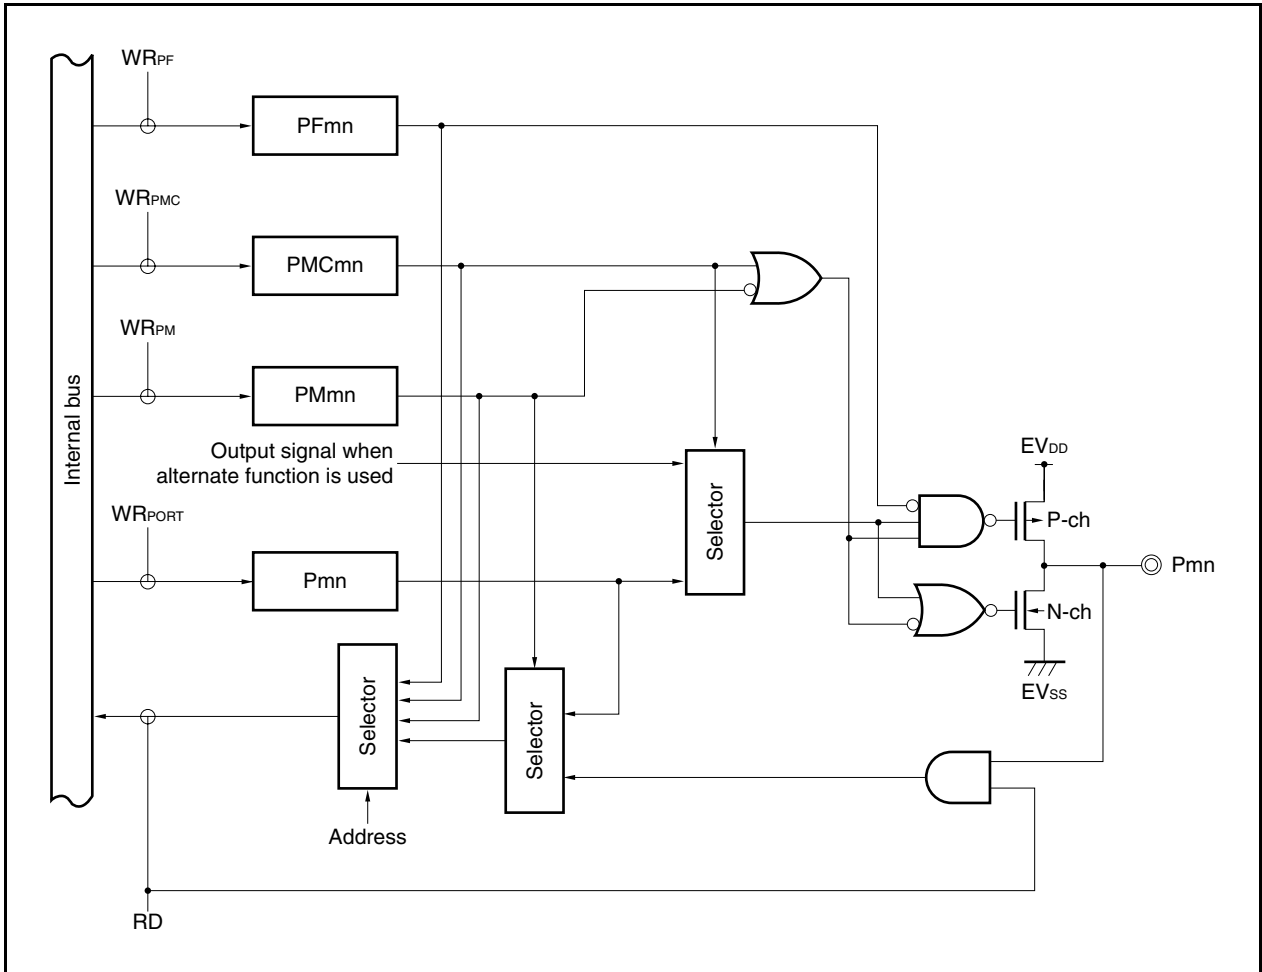 WRPF
PFmn
WRPMC
PMCmn
WRPM
PMmn
Internal bus
Output signal when
alternate function is used
WRPORT
Pmn
Selector
EVDD
P-ch
Pmn
N-ch
EVSS
Selector
Selector
Address
RD